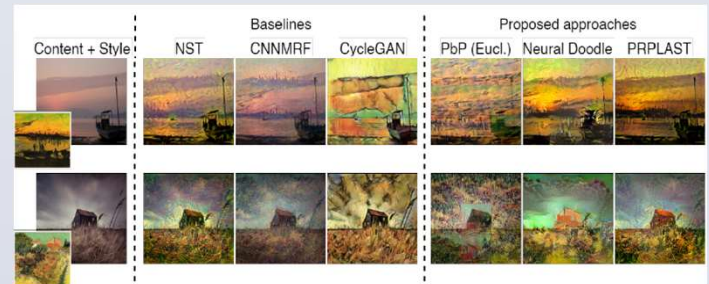 Baselines
Proposed approaches
Content + Style
NST
CNNMRF
CycleGAN
PbP (Eucl.)
Neural Doodle
PRPLAST